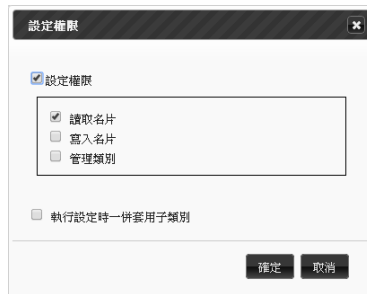 設定權限
設定權限
讀取名片
寫入名片
管理類別
執行設定時一併套用子類別
確定 取消